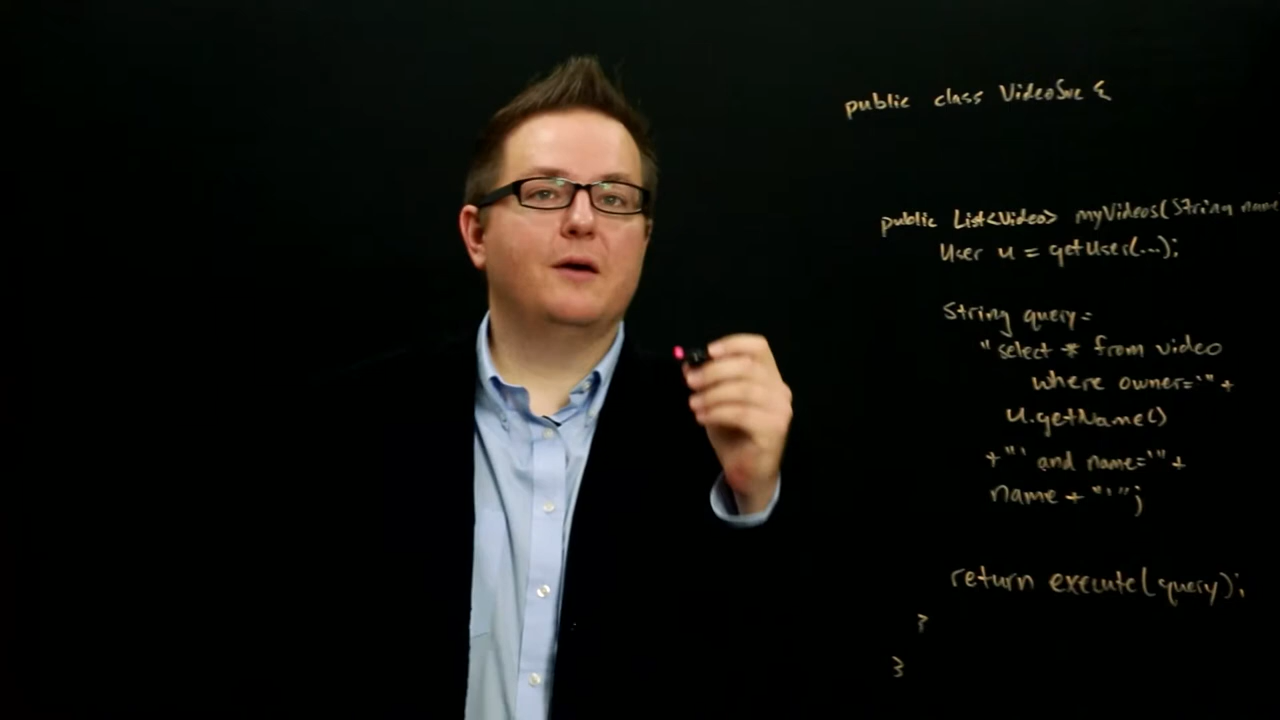 public class VideoSvc {
public List<Video> myVideos(String name
User u = getUser(...);
String query=
"select * from video
where owner='"+
u.getName()
+"' and name='"+
name + "'";
return execute(query);
}
}